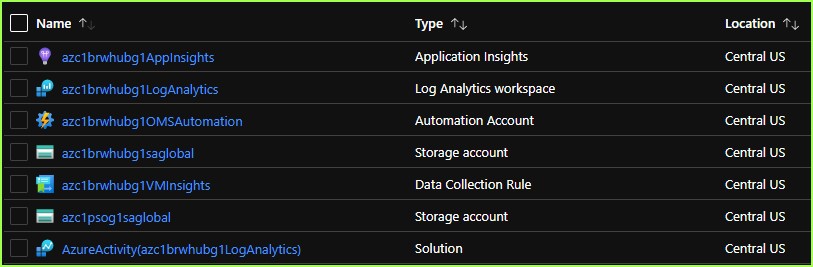 Name ↑ Type ↑↓ Location ↑↓
azc1brwhubg1AppInsights Application Insights Central US
azc1brwhubg1LogAnalytics Log Analytics workspace Central US
azc1brwhubg1OMSAutomation Automation Account Central US
azc1brwhubg1saglobal Storage account Central US
azc1brwhubg1VMInsights Data Collection Rule Central US
azc1psog1saglobal Storage account Central US
AzureActivity(azc1brwhubg1LogAnalytics) Solution Central US